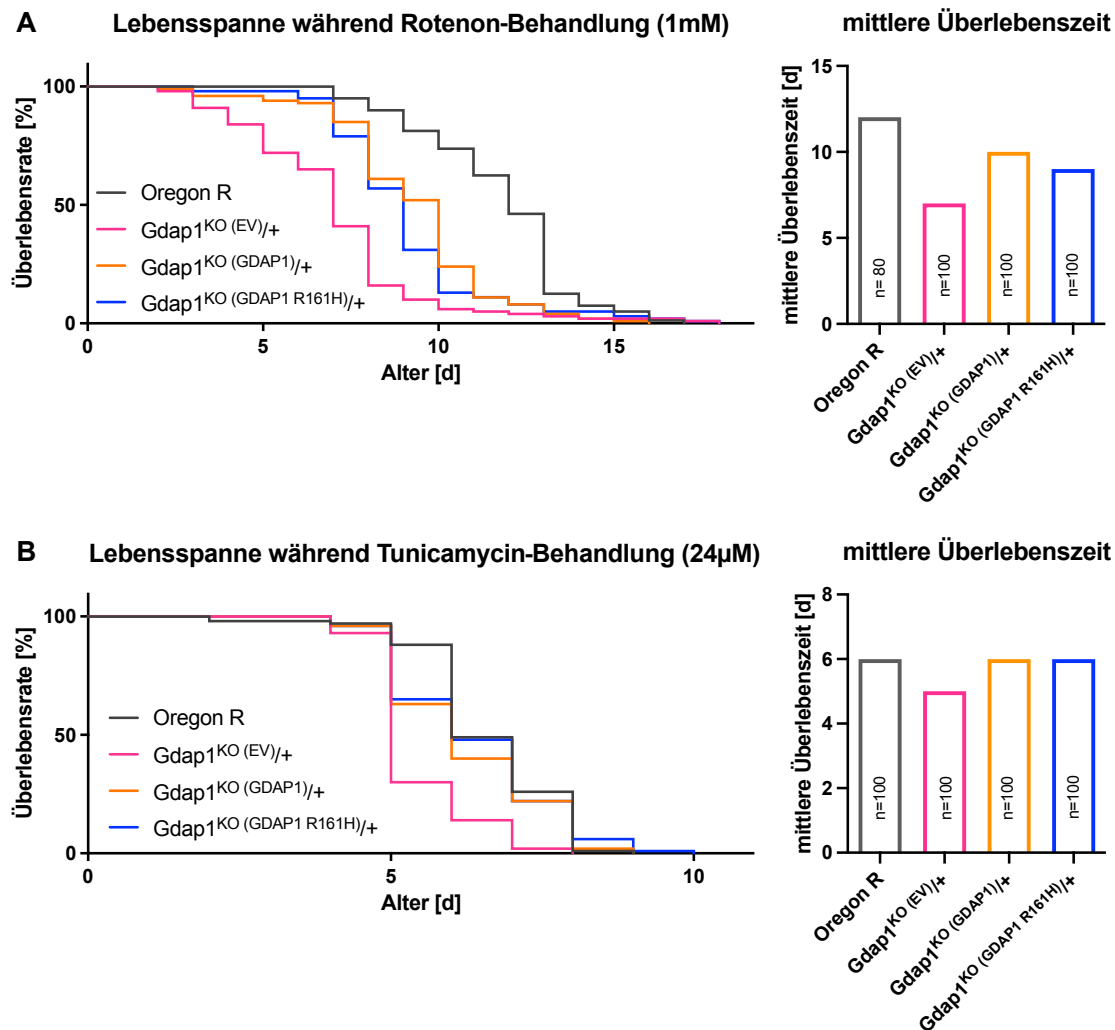 A
Lebensspanne während Rotenon-Behandlung (1mM)
mittlere Überlebenszeit
Überlebensrate [%]
100
50
0
Oregon R
Gdap1KO (EV)/+
Gdap1KO (GDAP1)/+
Gdap1KO (GDAP1 R161H)/+
0
5
10
15
Alter [d]
mittlere Überlebenszeit [d]
15
10
5
0
n= 80
n=100
n=100
n=100
Oregon R
Gdap1KO (EV)/+
Gdap1KO (GDAP1)/+
Gdap1KO (GDAP1 R161H)/+
B
Lebensspanne während Tunicamycin-Behandlung (24µM)
mittlere Überlebenszeit
Überlebensrate [%]
100
50
0
Oregon R
Gdap1KO (EV)/+
Gdap1KO (GDAP1)/+
Gdap1KO (GDAP1 R161H)/+
0
5
10
Alter [d]
mittlere Überlebenszeit [d]
8
6
4
2
0
n=100
n=100
n=100
n=100
Oregon R
Gdap1KO (EV)/+
Gdap1KO (GDAP1)/+
Gdap1KO (GDAP1 R161H)/+